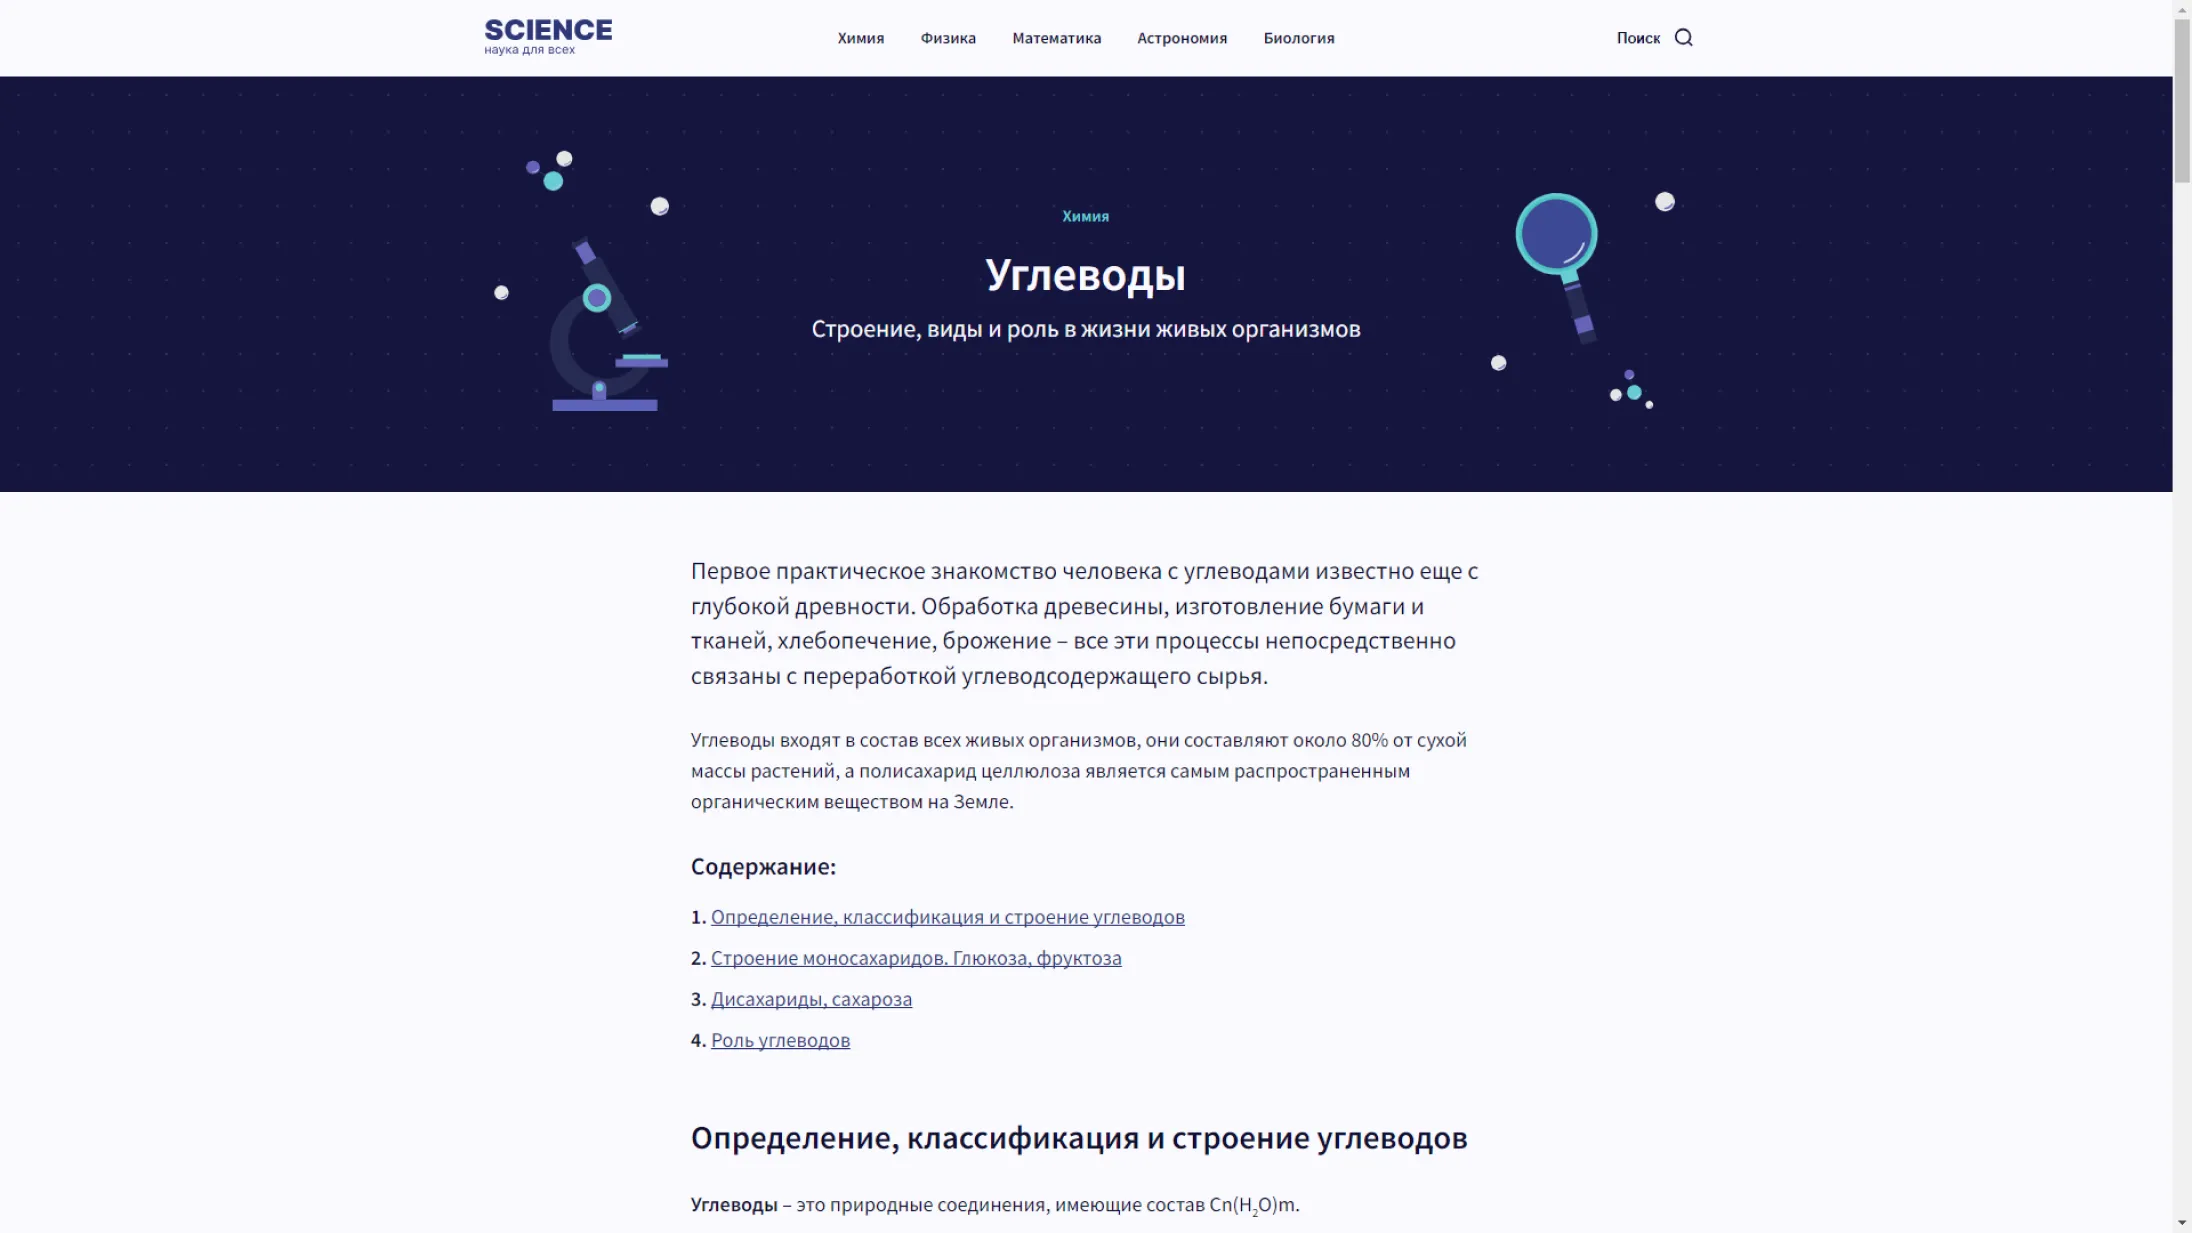 SCIENCE
наука для всех
Химия Физика Математика Астрономия Биология
Поиск
Химия
Углеводы
Строение, виды и роль в жизни живых организмов
Первое практическое знакомство человека с углеводами известно еще с
глубокой древности. Обработка древесины, изготовление бумаги и
тканей, хлебопечение, брожение – все эти процессы непосредственно
связаны с переработкой углеводсодержащего сырья.
Углеводы входят в состав всех живых организмов, они составляют около 80% от сухой
массы растений, а полисахарид целлюлоза является самым распространенным
органическим веществом на Земле.
Содержание:
1. Определение, классификация и строение углеводов
2. Строение моносахаридов. Глюкоза, фруктоза
3. Дисахариды, сахароза
4. Роль углеводов
Определение, классификация и строение углеводов
Углеводы – это природные соединения, имеющие состав Cn(H₂O)m.